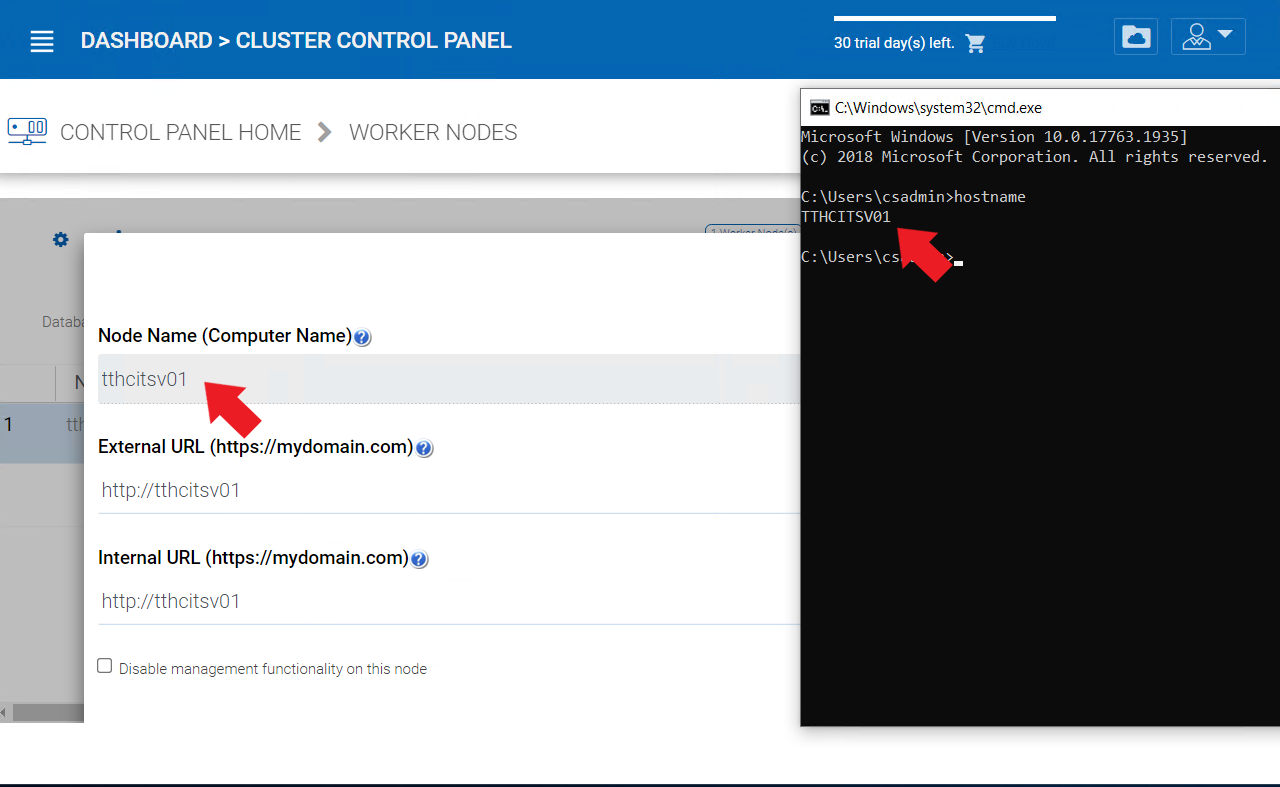 DASHBOARD > CLUSTER CONTROL PANEL
30 trial day(s) left.
CONTROL PANEL HOME
WORKER NODES
1 Worker Node(s)
Databa
N
1
tth
Node Name (Computer Name)
tthcitsv01
External URL (https://mydomain.com)
http://tthcitsv01
Internal URL (https://mydomain.com)
http://tthcitsv01
Disable management functionality on this node
C:\Windows\system32\cmd.exe
Microsoft Windows [Version 10.0.17763.1935]
(c) 2018 Microsoft Corporation. All rights reserved.
C:\Users\csadmin>hostname
TTHCITSV01
C:\Users\cs